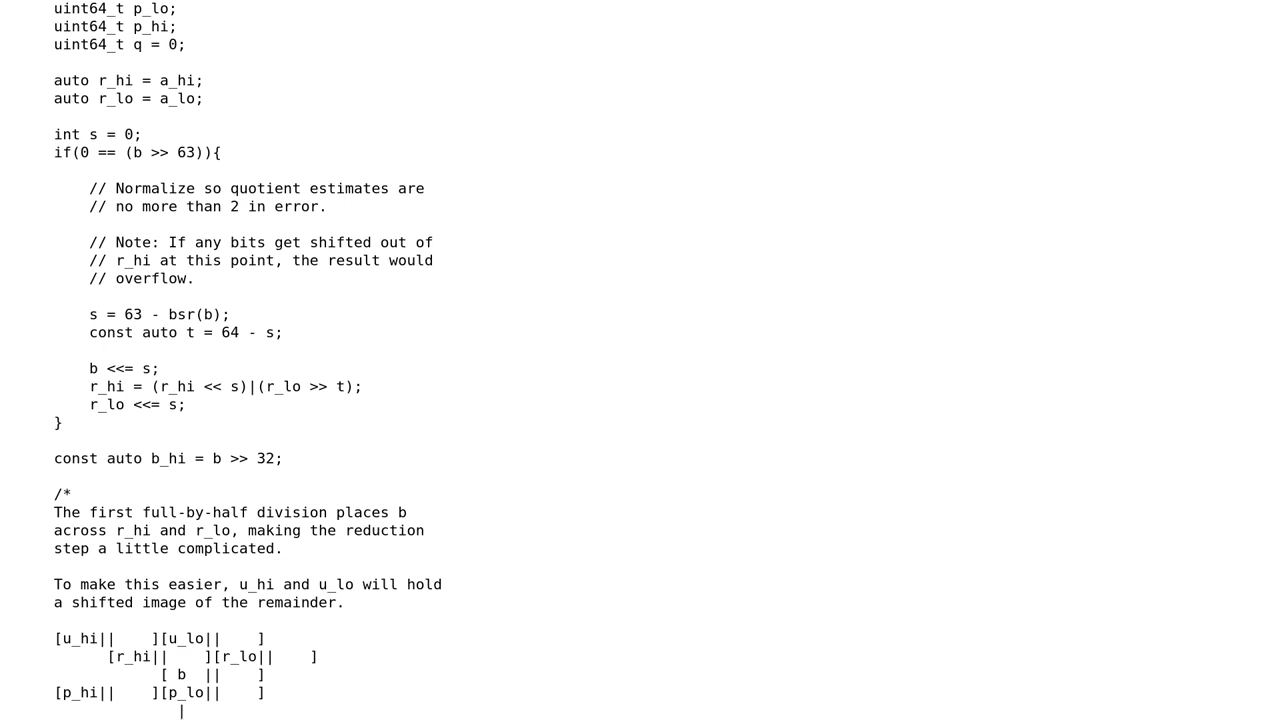 uint64_t p_lo;
uint64_t p_hi;
uint64_t q = 0;

auto r_hi = a_hi;
auto r_lo = a_lo;

int s = 0;
if(0 == (b >> 63)){

    // Normalize so quotient estimates are
    // no more than 2 in error.

    // Note: If any bits get shifted out of
    // r_hi at this point, the result would
    // overflow.

    s = 63 - bsr(b);
    const auto t = 64 - s;

    b <<= s;
    r_hi = (r_hi << s)|(r_lo >> t);
    r_lo <<= s;
}

const auto b_hi = b >> 32;

/*
The first full-by-half division places b
across r_hi and r_lo, making the reduction
step a little complicated.

To make this easier, u_hi and u_lo will hold
a shifted image of the remainder.

[u_hi||    ][u_lo||    ]
      [r_hi||    ][r_lo||    ]
            [ b  ||    ]
[p_hi||    ][p_lo||    ]
              |